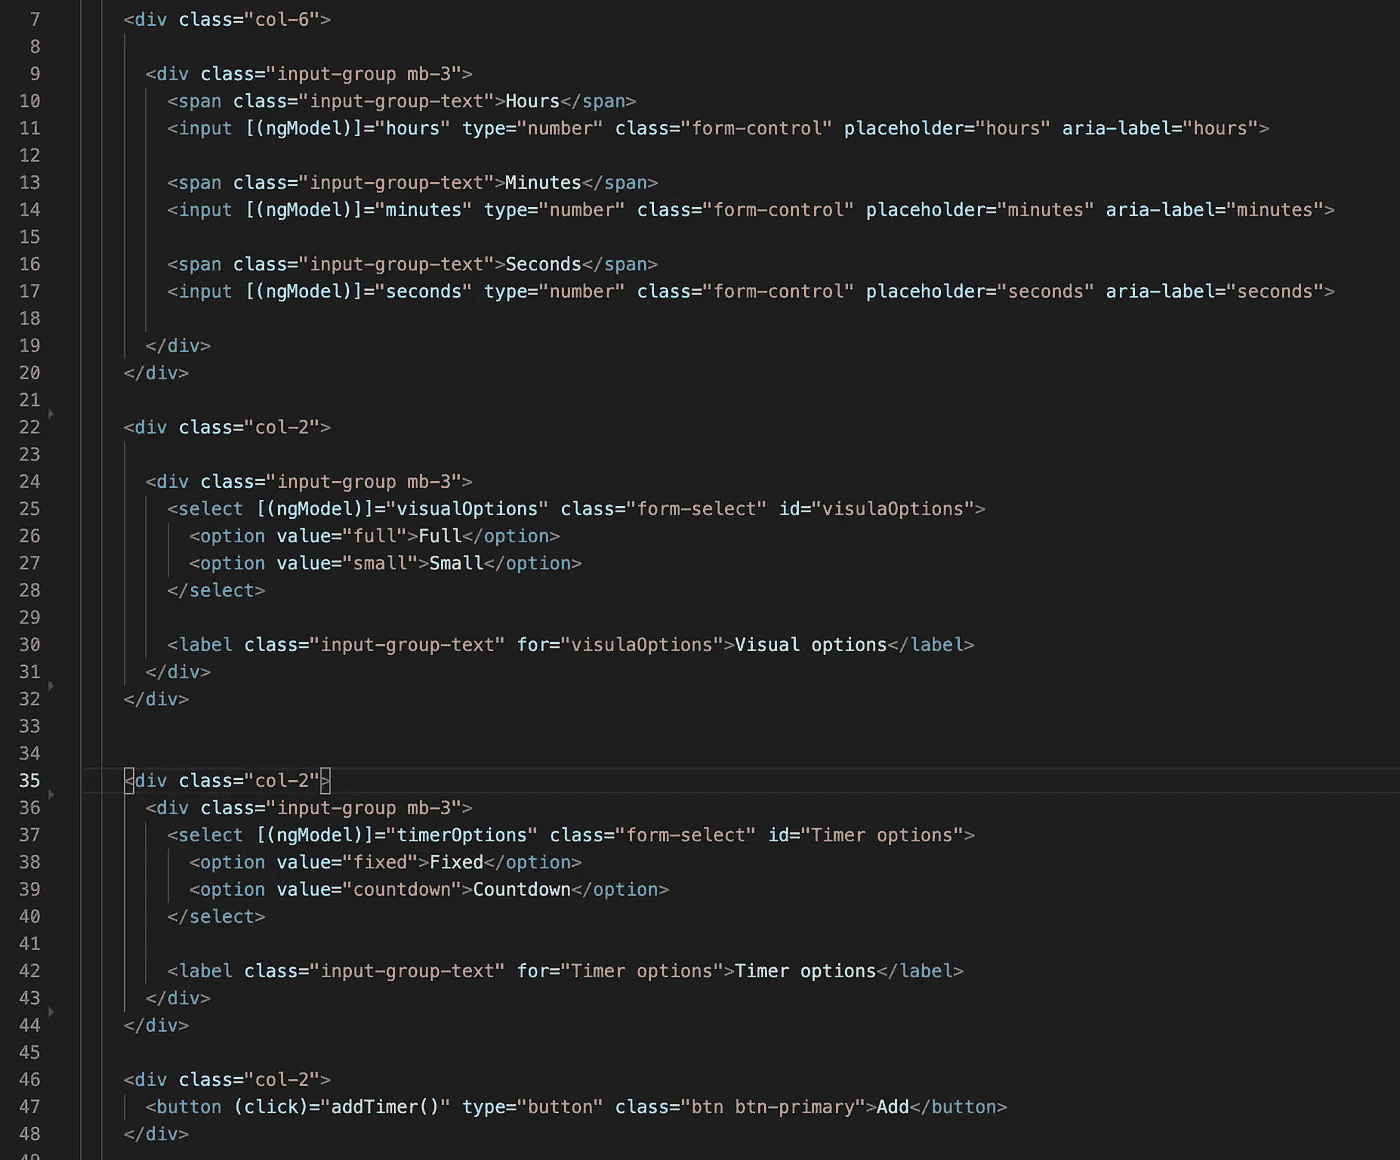 7 <div class="col-6">
8
9 <div class="input-group mb-3">
10 <span class="input-group-text">Hours</span>
11 <input [(ngModel)]="hours" type="number" class="form-control" placeholder="hours" aria-label="hours">
12
13 <span class="input-group-text">Minutes</span>
14 <input [(ngModel)]="minutes" type="number" class="form-control" placeholder="minutes" aria-label="minutes">
15
16 <span class="input-group-text">Seconds</span>
17 <input [(ngModel)]="seconds" type="number" class="form-control" placeholder="seconds" aria-label="seconds">
18
19 </div>
20 </div>
21
22 <div class="col-2">
23
24 <div class="input-group mb-3">
25 <select [(ngModel)]="visualOptions" class="form-select" id="visulaOptions">
26 <option value="full">Full</option>
27 <option value="small">Small</option>
28 </select>
29
30 <label class="input-group-text" for="visulaOptions">Visual options</label>
31 </div>
32 </div>
33
34
35 <div class="col-2">
36 <div class="input-group mb-3">
37 <select [(ngModel)]="timerOptions" class="form-select" id="Timer options">
38 <option value="fixed">Fixed</option>
39 <option value="countdown">Countdown</option>
40 </select>
41
42 <label class="input-group-text" for="Timer options">Timer options</label>
43 </div>
44 </div>
45
46 <div class="col-2">
47 <button (click)="addTimer()" type="button" class="btn btn-primary">Add</button>
48 </div>